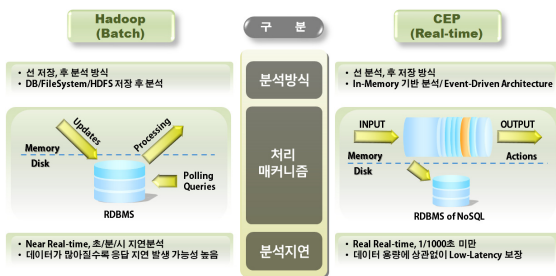 Hadoop
(Batch)
구 분
CEP
(Real-time)
• 선 저장, 후 분석 방식
• DB/FileSystem/HDFS 저장 후 분석
분석방식
• 선 분석, 후 저장 방식
• In-Memory 기반 분석/ Event-Driven Architecture
Updates
Processing
Memory
Disk
Polling
Queries
RDBMS
처리
매커니즘
INPUT
OUTPUT
Memory
Actions
Disk
RDBMS of NoSQL
• Near Real-time, 초/분/시 지연분석
• 데이터가 많아질수록 응답 지연 발생 가능성 높음
분석지연
• Real Real-time, 1/1000초 미만
• 데이터 용량에 상관없이 Low-Latency 보장